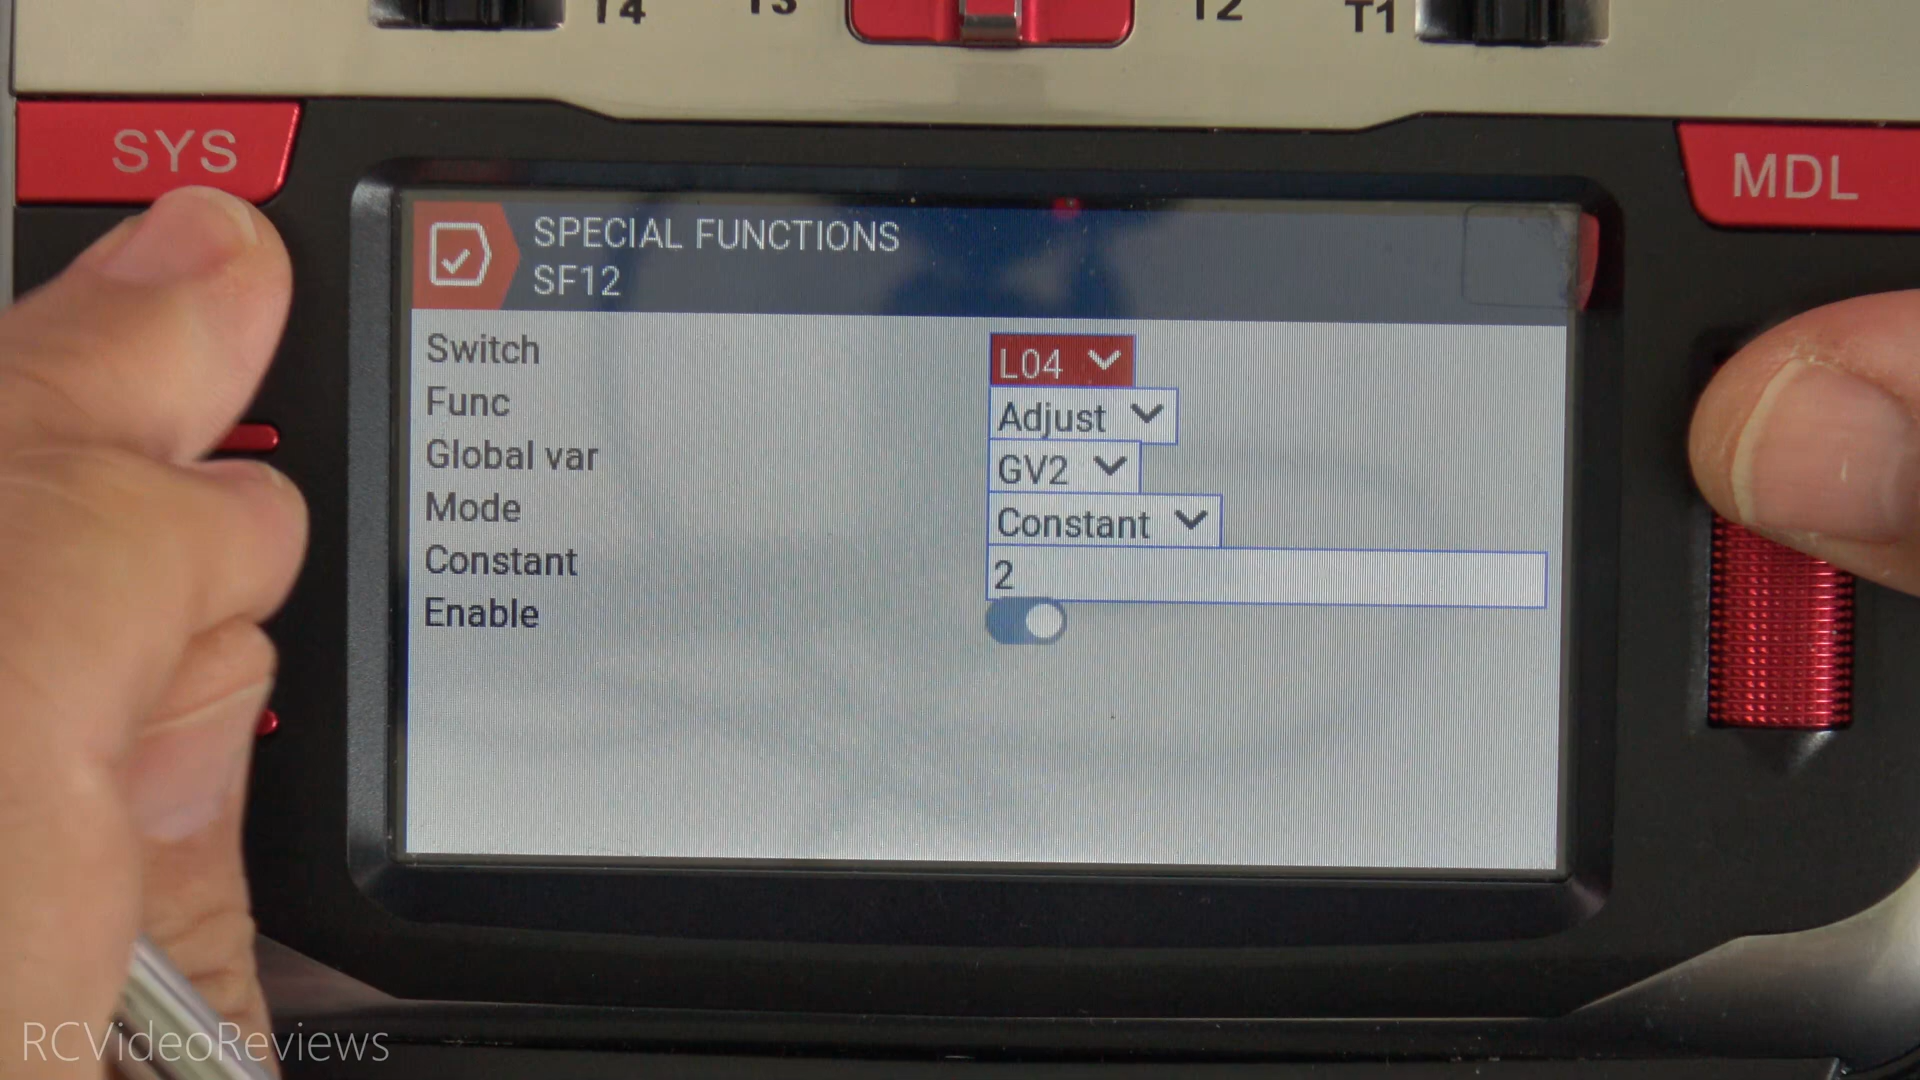 T4 T3 T2 T1
SYS
MDL
SPECIAL FUNCTIONS
SF12
Switch L04
Func Adjust
Global var GV2
Mode Constant
Constant 2
Enable
RCVideoReviews